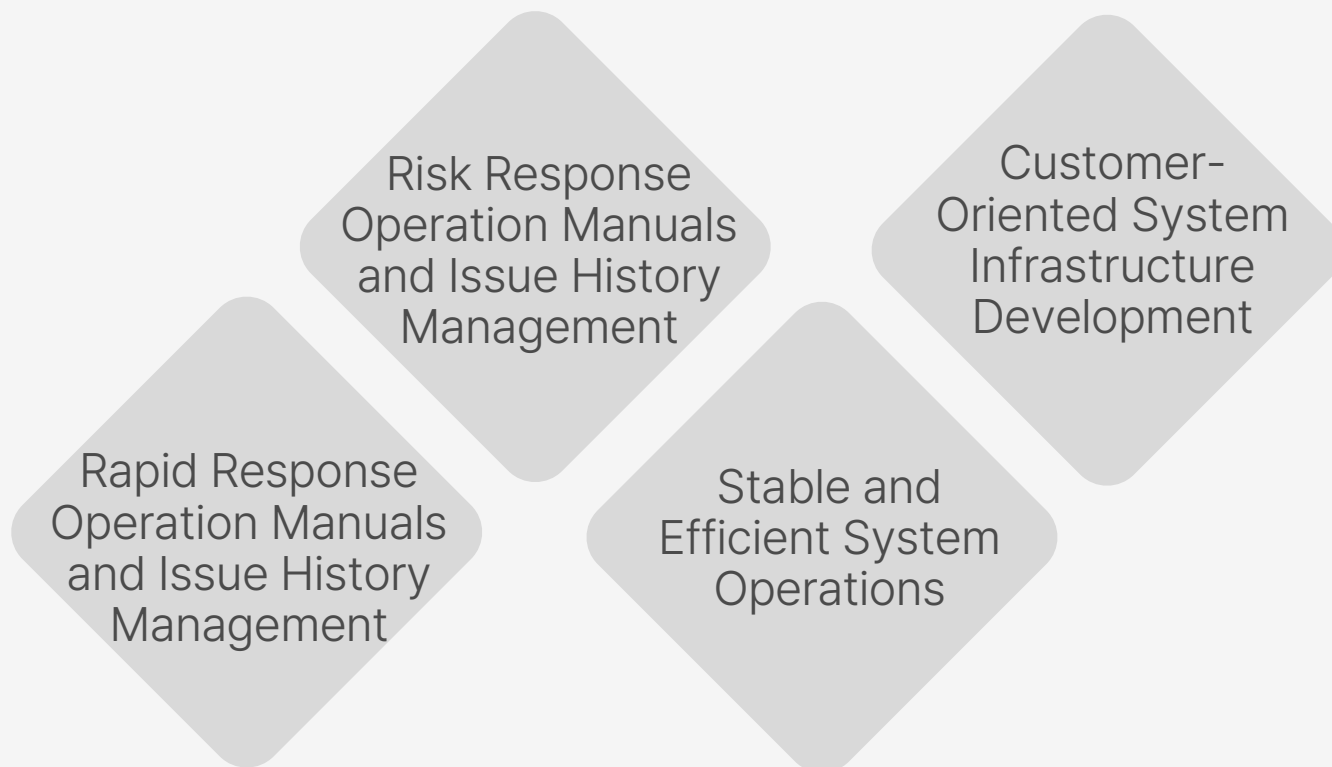 Risk Response
Operation Manuals
and Issue History
Management
Customer-
Oriented System
Infrastructure
Development
Rapid Response
Operation Manuals
and Issue History
Management
Stable and
Efficient System
Operations